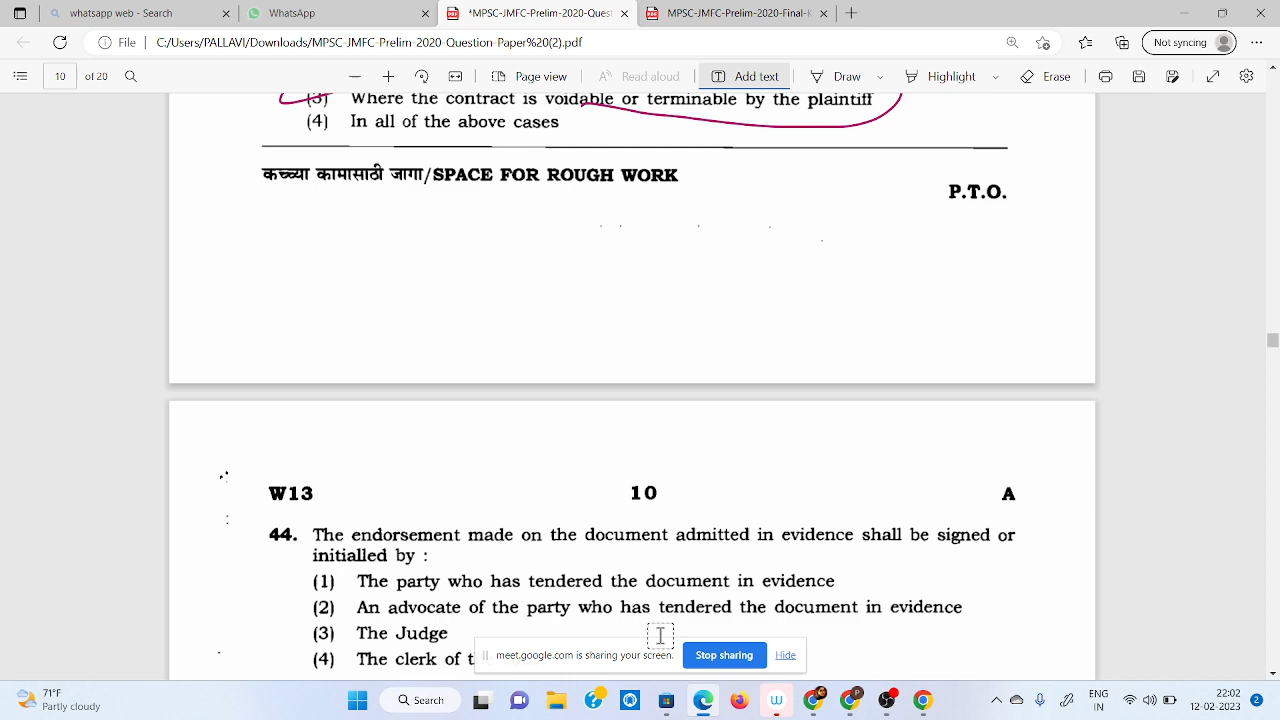 whatsapp web - Search
WhatsApp
*MPSC-JMFC-Prelim-2020-Quest
MPSC-JMFC-Prelim-2020-Final-K
File
C:/Users/PALLAVI/Downloads/MPSC-JMFC-Prelim-2020-Question-Paper%20(2).pdf
Not syncing
10 of 20
Page view
Read aloud
Add text
Draw
Highlight
Erase
(3) Where the contract is voidable or terminable by the plaintiff
(4) In all of the above cases
कच्च्या कामासाठी जागा/SPACE FOR ROUGH WORK
P.T.O.
W13 10 A
44. The endorsement made on the document admitted in evidence shall be signed or
initialled by :
(1) The party who has tendered the document in evidence
(2) An advocate of the party who has tendered the document in evidence
(3) The Judge
(4) The clerk of t
meet.google.com is sharing your screen.
Stop sharing
Hide
71°F
Partly cloudy
Search
ENG
IN
22:02
12-02-2023
2